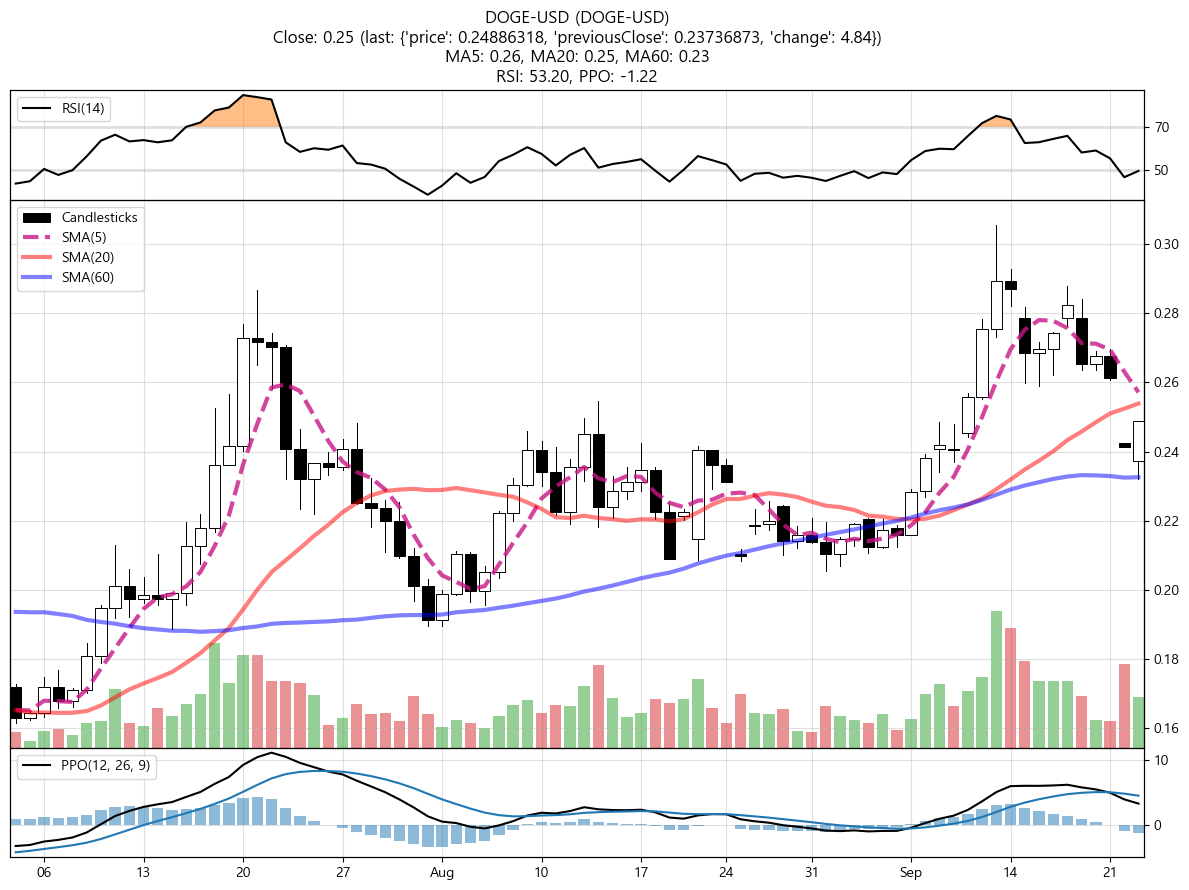 DOGE-USD (DOGE-USD)
Close: 0.25 (last: {'price': 0.24886318, 'previousClose': 0.23736873, 'change': 4.84})
MA5: 0.26, MA20: 0.25, MA60: 0.23
RSI: 53.20, PPO: -1.22
RSI(14)
70
50
Candlesticks
SMA(5)
SMA(20)
SMA(60)
0.30
0.28
0.26
0.24
0.22
0.20
0.18
0.16
PPO(12, 26, 9)
10
0
06 13 20 27 Aug 10 17 24 31 Sep 14 21